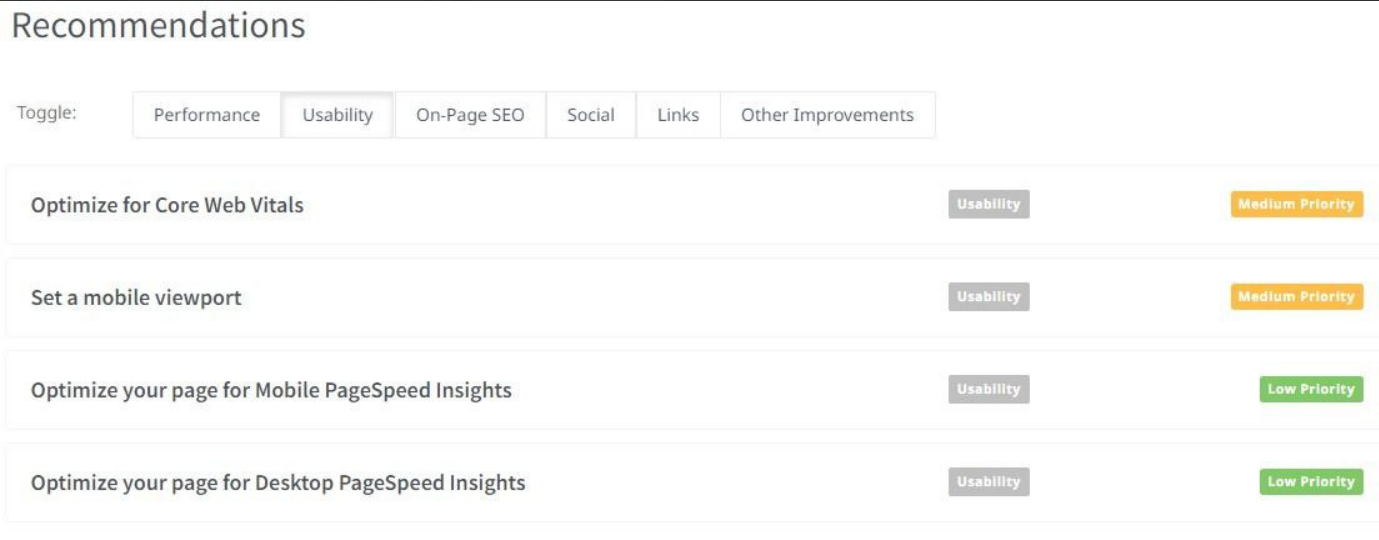 Recommendations
Toggle: Performance Usability On-Page SEO Social Links Other Improvements
Optimize for Core Web Vitals Usability Medium Priority
Set a mobile viewport Usability Medium Priority
Optimize your page for Mobile PageSpeed Insights Usability Low Priority
Optimize your page for Desktop PageSpeed Insights Usability Low Priority